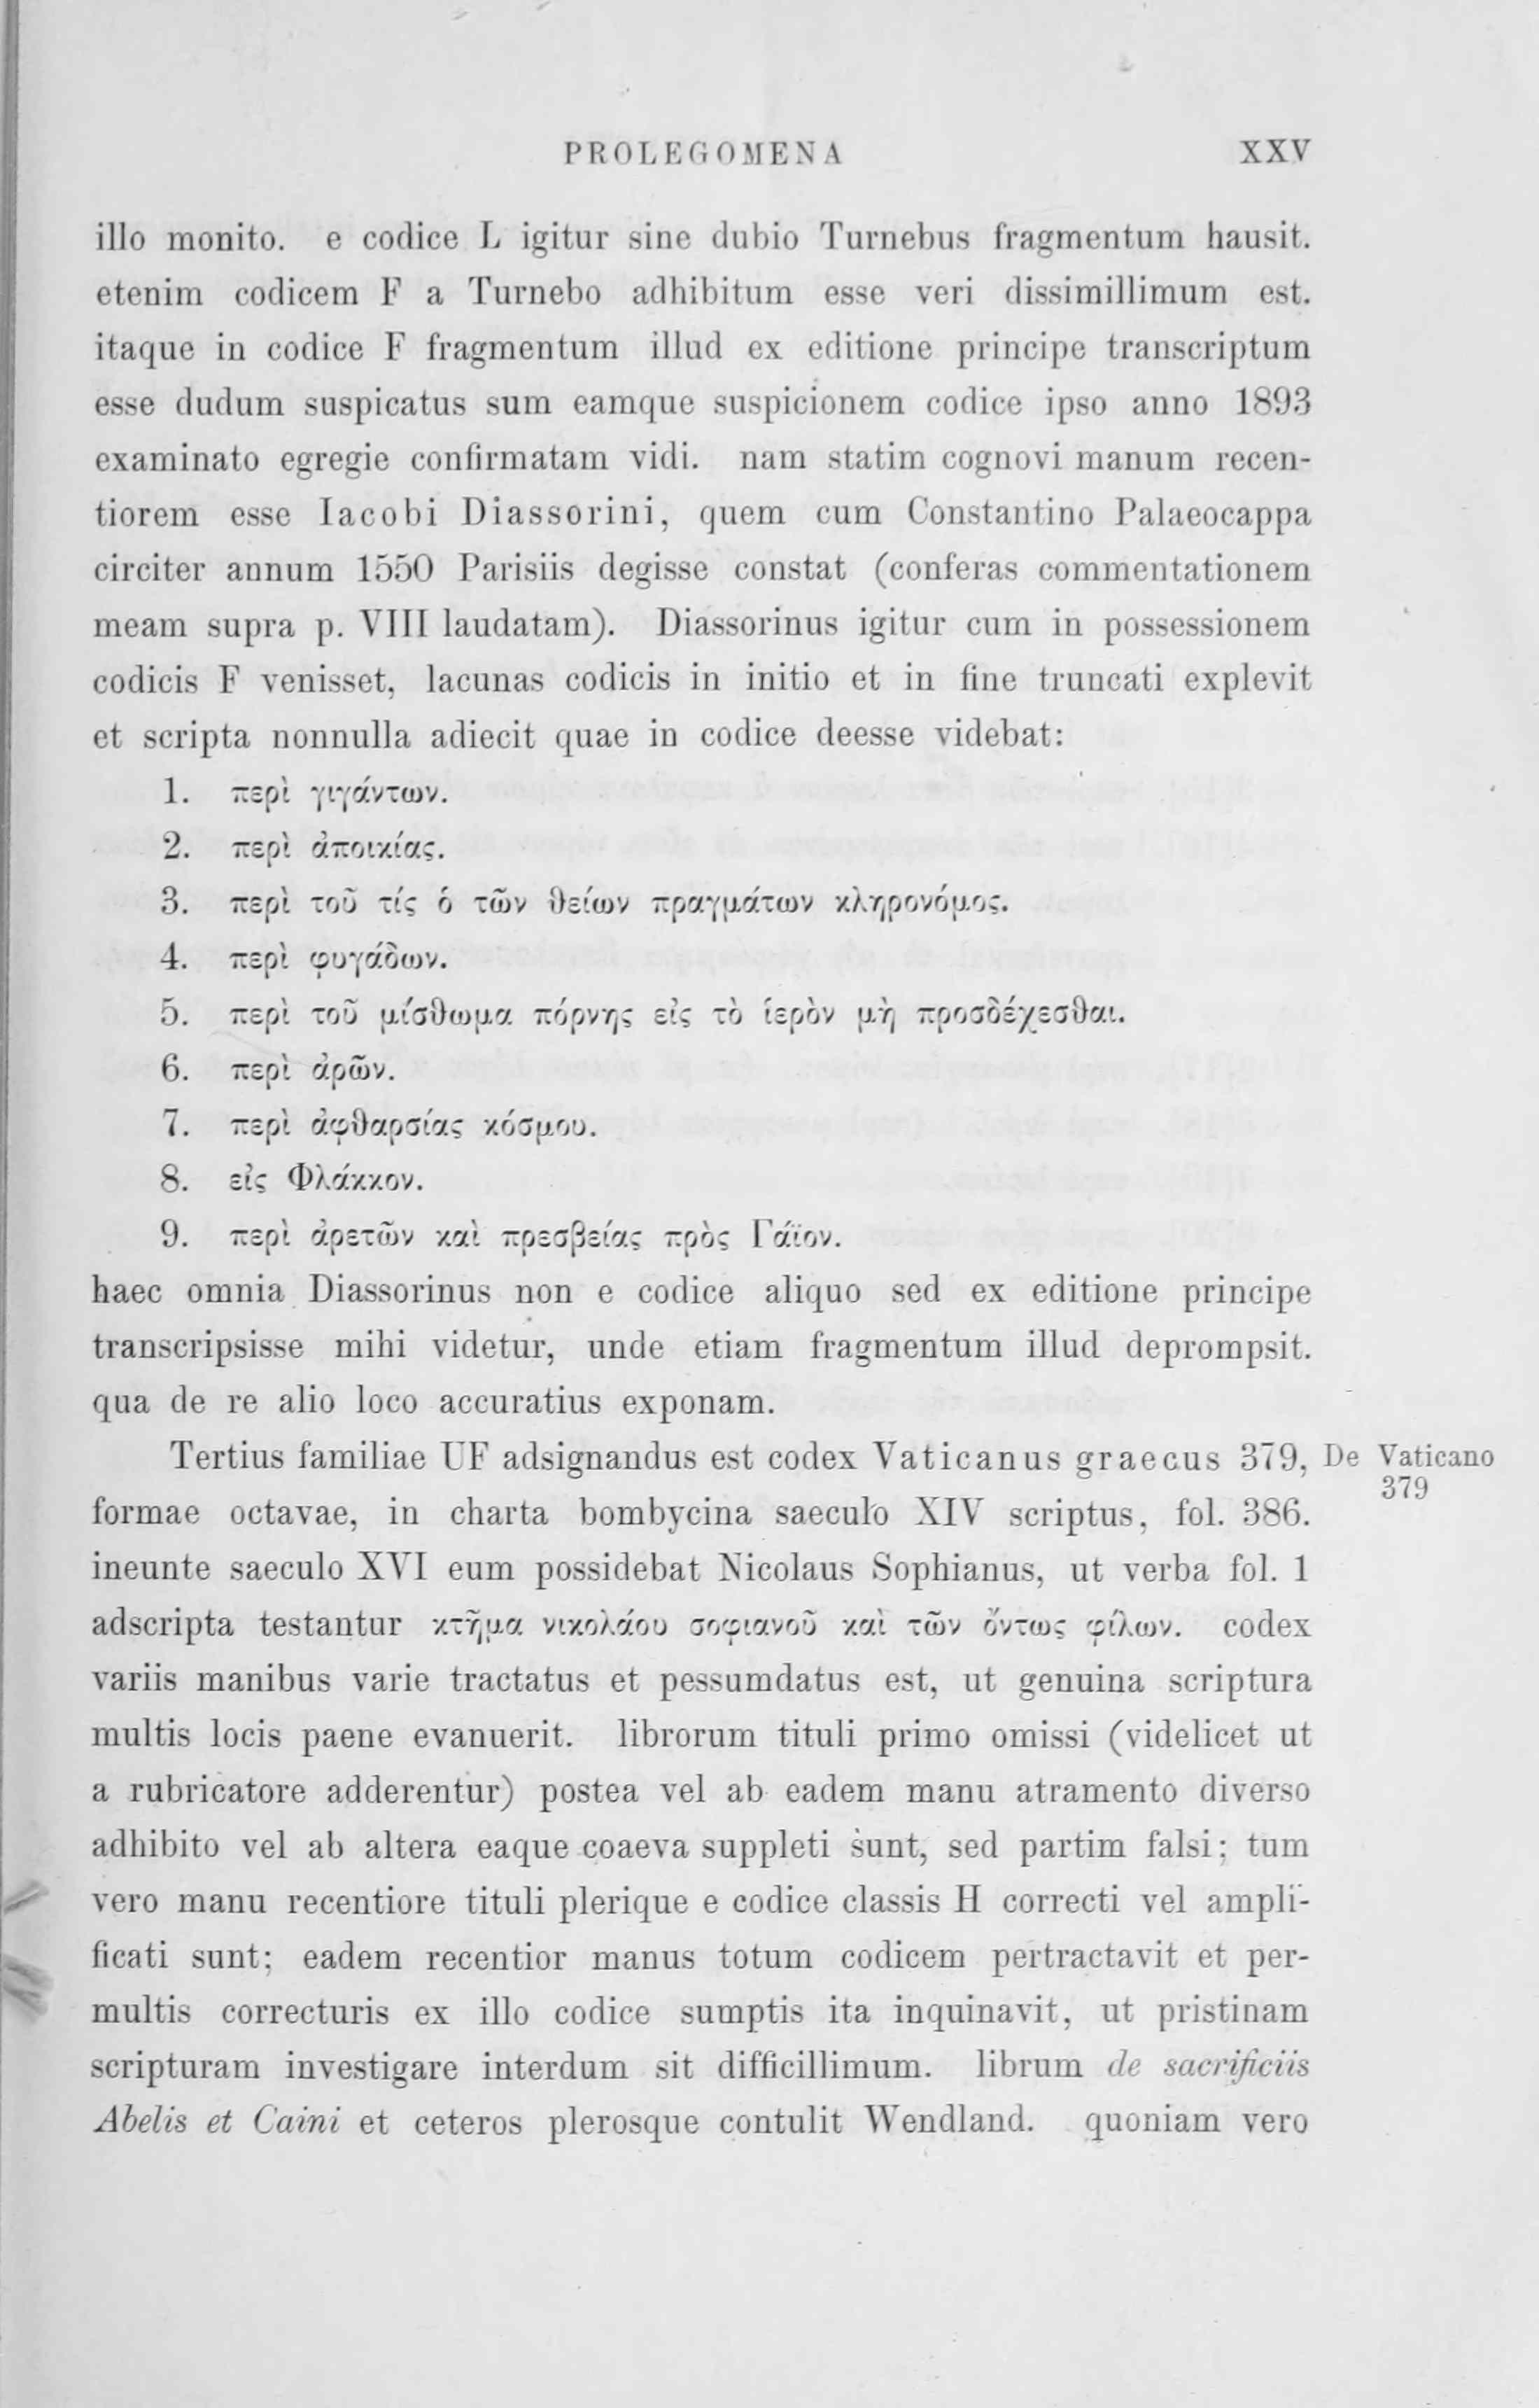 PROLEGOMENA XXV
illo monito. e codice L igitur sine dubio Turnebus fragmentum hausit.
etenim codicem F a Turnebo adhibitum esse veri dissimillimum est.
itaque in codice F fragmentum illud ex editione principe transcriptum
esse dudum suspicatus sum eamque suspicionem codice ipso anno 1893
examinato egregie confirmatam vidi. nam statim cognovi manum recen-
tiorem esse Iacobi Diassorini, quem cum Constantino Palaeocappa
circiter annum 1550 Parisiis degisse constat (conferas commentationem
meam supra p. VIII laudatam). Diassorinus igitur cum in possessionem
codicis F venisset, lacunas codicis in initio et in fine truncati explevit
et scripta nonnulla adiecit quae in codice deesse videbat:
1. περὶ γιγάντων.
2. περὶ ἀποικίας.
3. περὶ τοῦ τίς ὁ τῶν θείων πραγμάτων κληρονόμος.
4. περὶ φυγάδων.
5. περὶ τοῦ μίσθωμα πόρνης εἰς τὸ ἱερὸν μὴ προσδέχεσθαι.
6. περὶ ἀρῶν.
7. περὶ ἀφθαρσίας κόσμου.
8. εἰς Φλάκκον.
9. περὶ ἀρετῶν καὶ πρεσβείας πρὸς Γάϊον.
haec omnia Diassorinus non e codice aliquo sed ex editione principe
transcripsisse mihi videtur, unde etiam fragmentum illud deprompsit.
qua de re alio loco accuratius exponam.
Tertius familiae UF adsignandus est codex Vaticanus graecus 379, De Vaticano
379
formae octavae, in charta bombycina saeculo XIV scriptus, fol. 386.
ineunte saeculo XVI eum possidebat Nicolaus Sophianus, ut verba fol. 1
adscripta testantur κτῆμα νικολάου σοφιανοῦ καὶ τῶν ὄντως φίλων. codex
variis manibus varie tractatus et pessumdatus est, ut genuina scriptura
multis locis paene evanuerit. librorum tituli primo omissi (videlicet ut
a rubricatore adderentur) postea vel ab eadem manu atramento diverso
adhibito vel ab altera eaque coaeva suppleti sunt, sed partim falsi; tum
vero manu recentiore tituli plerique e codice classis H correcti vel ampli-
ficati sunt; eadem recentior manus totum codicem pertractavit et per-
multis correcturis ex illo codice sumptis ita inquinavit, ut pristinam
scripturam investigare interdum sit difficillimum. librum de sacrificiis
Abelis et Caini et ceteros plerosque contulit Wendland. quoniam vero